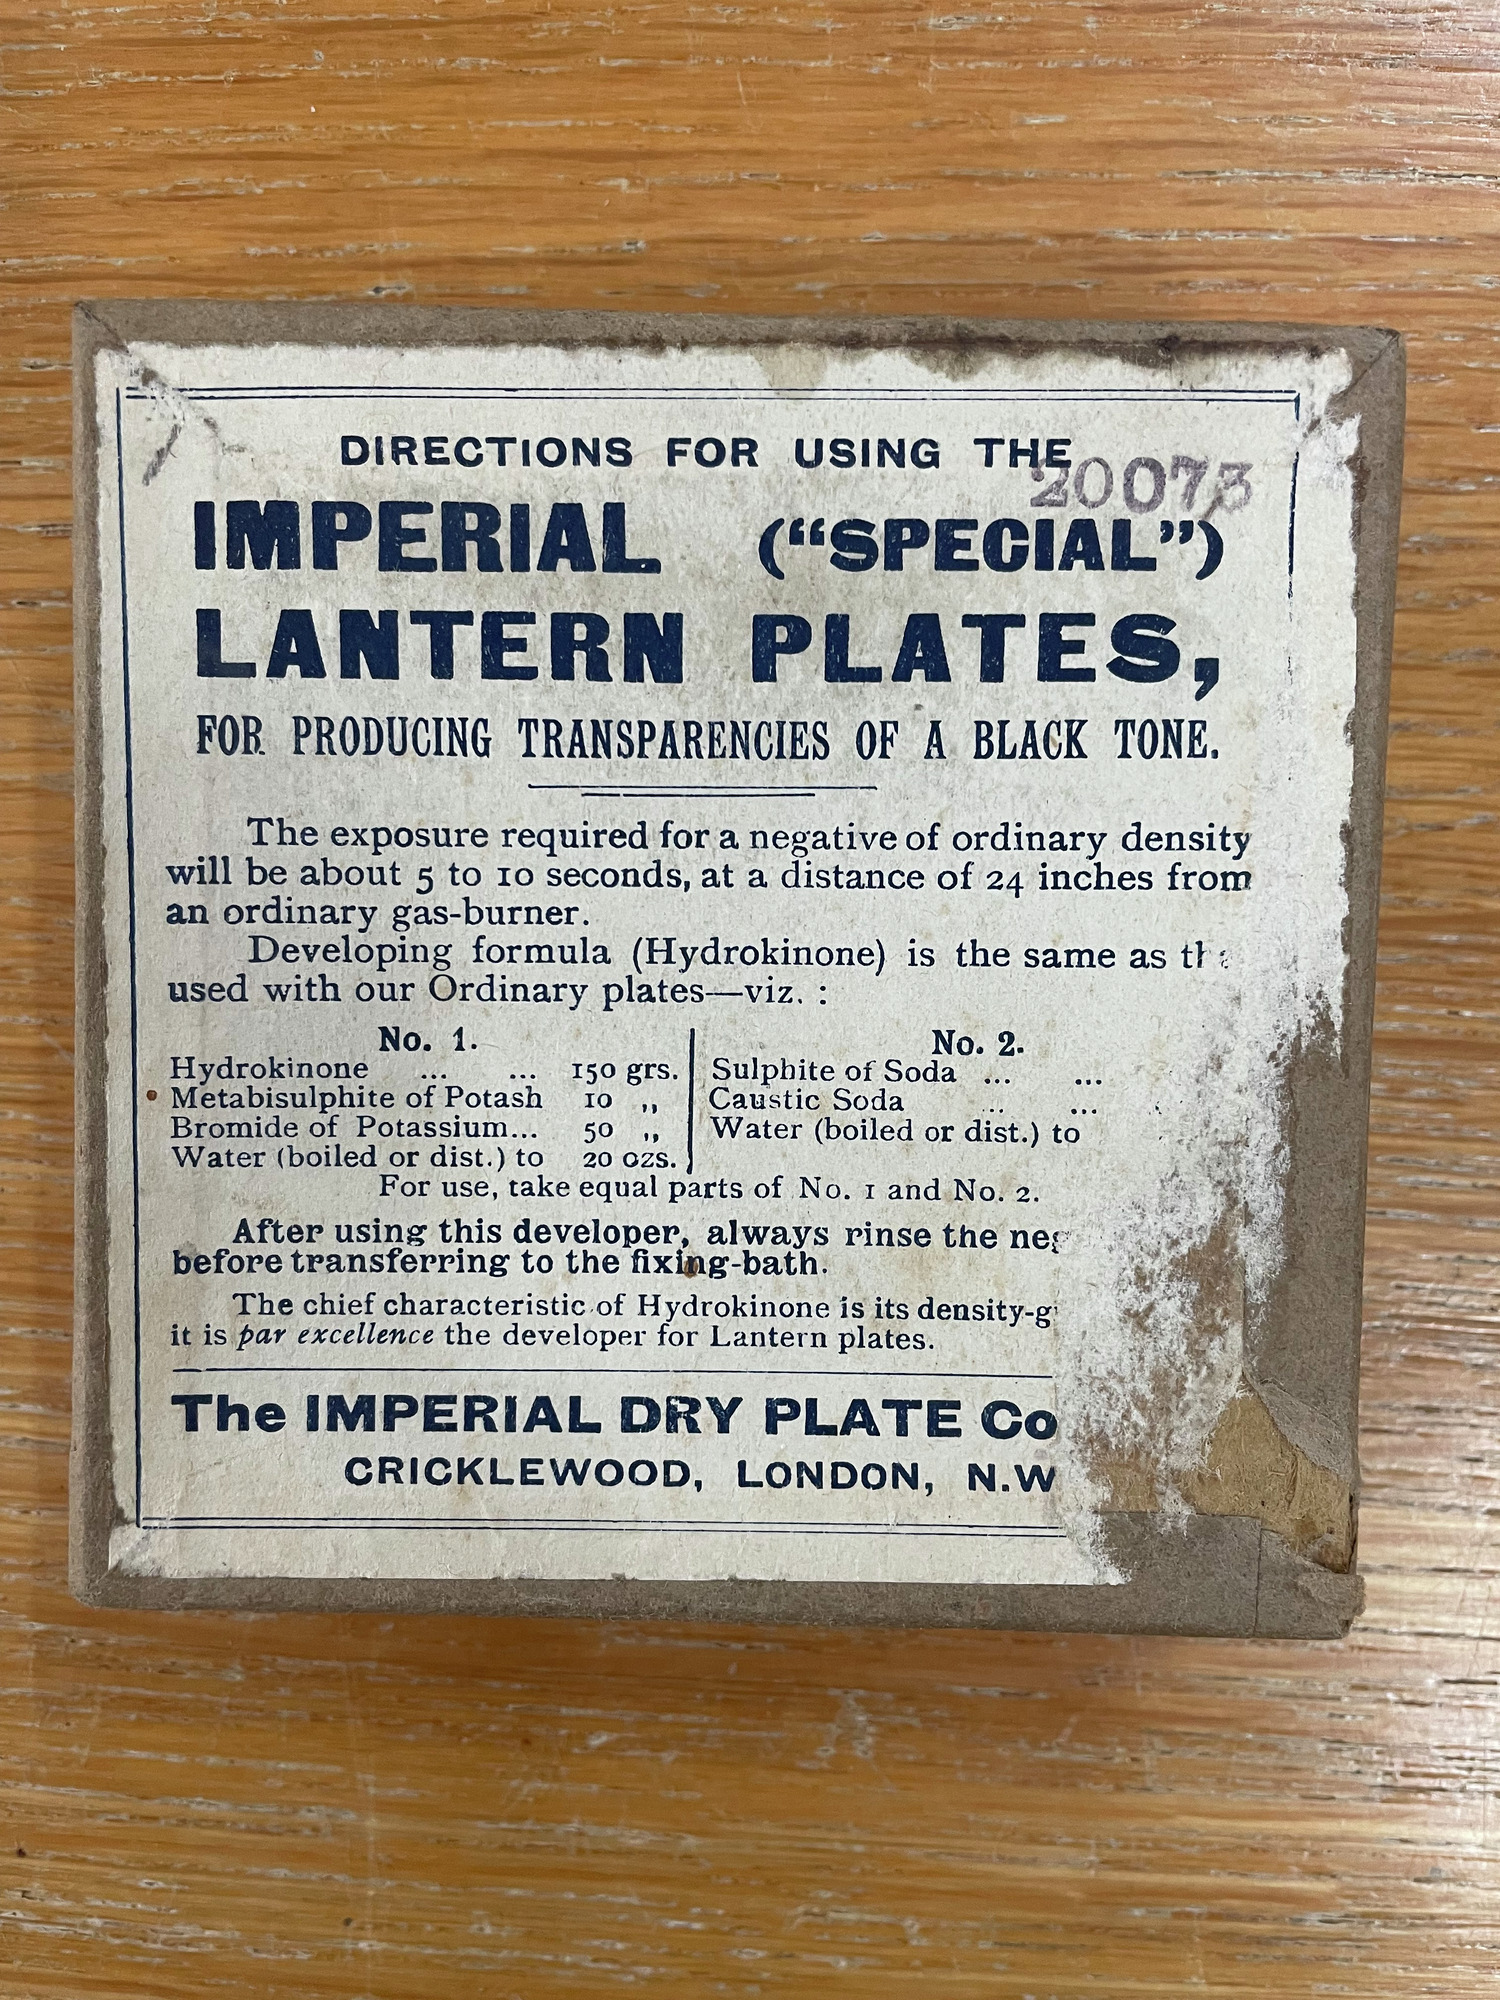 DIRECTIONS FOR USING THE
20073
IMPERIAL (“SPECIAL”)
LANTERN PLATES,
FOR PRODUCING TRANSPARENCIES OF A BLACK TONE.
The exposure required for a negative of ordinary density
will be about 5 to 10 seconds, at a distance of 24 inches from
an ordinary gas-burner.
Developing formula (Hydrokinone) is the same as
used with our Ordinary plates—viz. :
No. 1.
Hydrokinone ... ... 150 grs.
Metabisulphite of Potash 10 „
Bromide of Potassium... 50 „
Water (boiled or dist.) to 20 ozs.
No. 2.
Sulphite of Soda ... ...
Caustic Soda ... ...
Water (boiled or dist.) to
For use, take equal parts of No. 1 and No. 2.
After using this developer, always rinse the
before transferring to the fixing-bath.
The chief characteristic of Hydrokinone is its density-
it is par excellence the developer for Lantern plates.
The IMPERIAL DRY PLATE Co
CRICKLEWOOD, LONDON, N.W